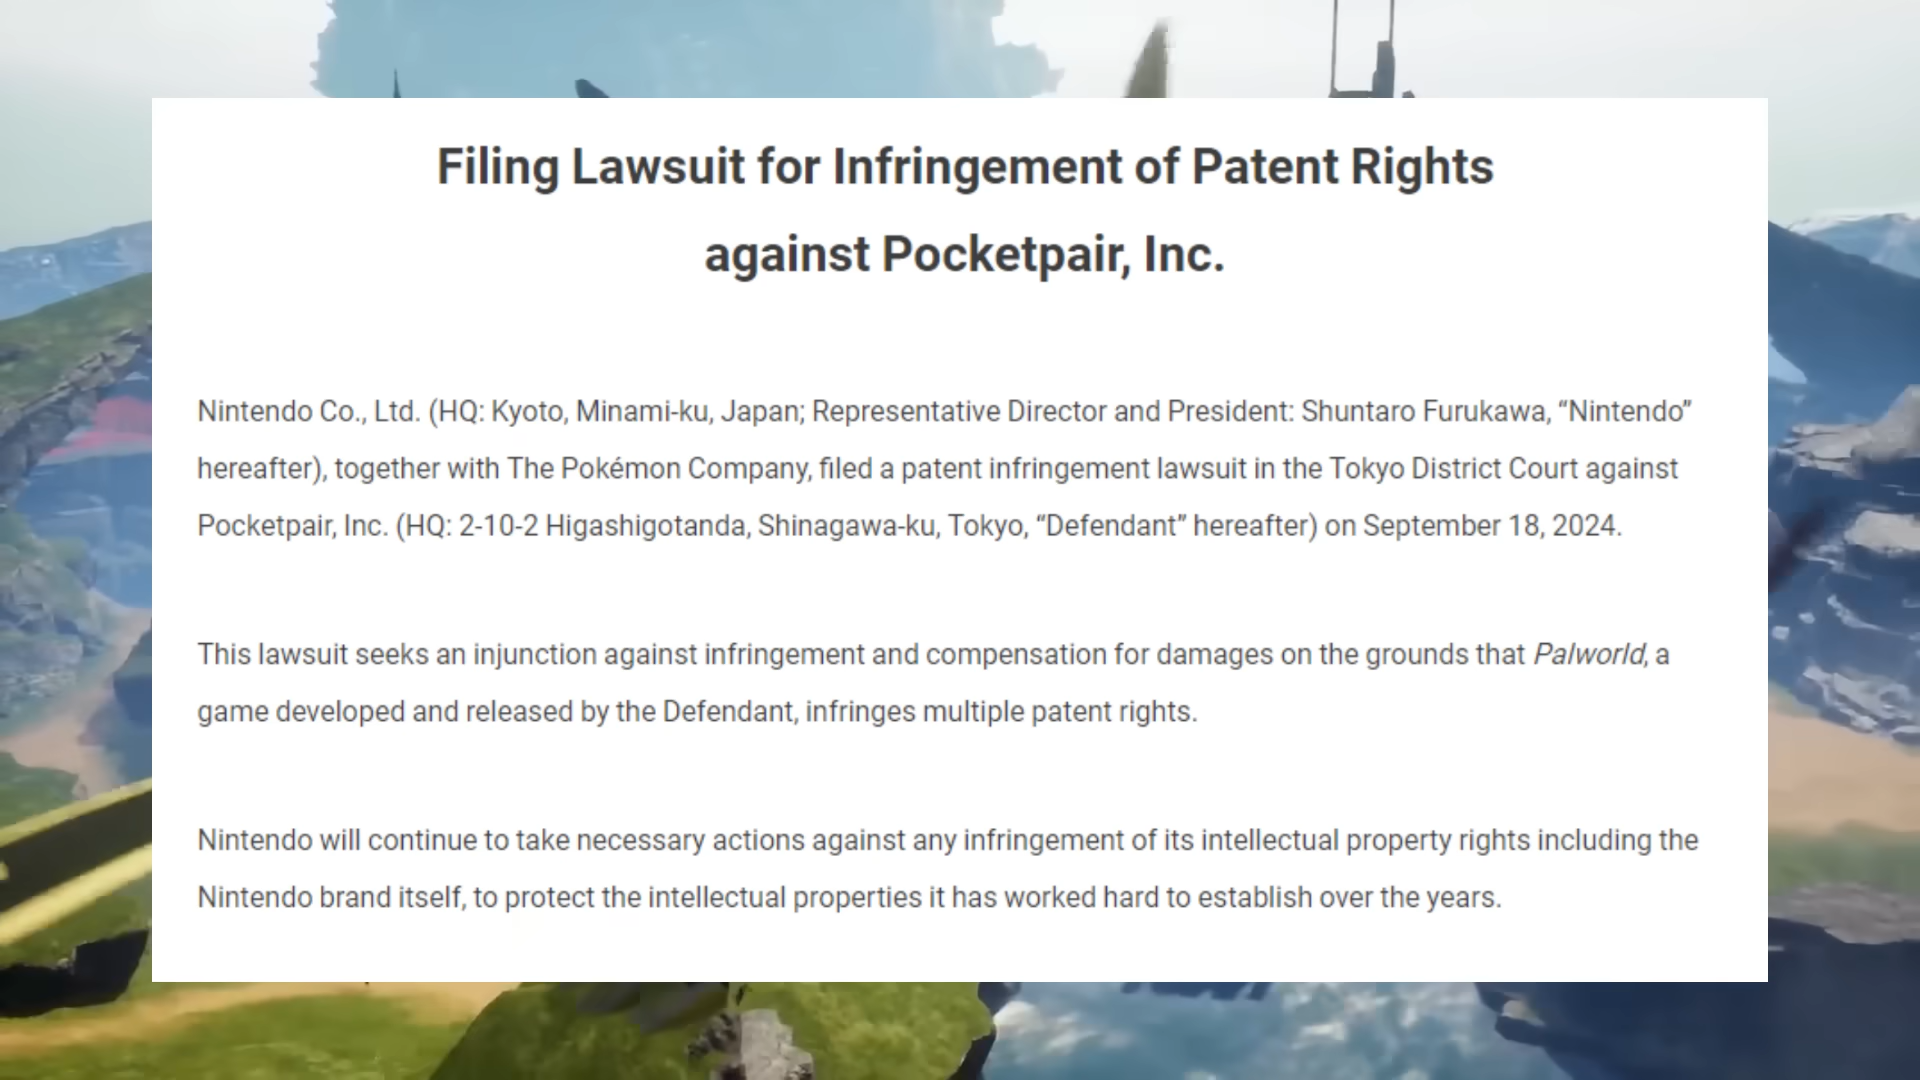 Filing Lawsuit for Infringement of Patent Rights
against Pocketpair, Inc.
Nintendo Co., Ltd. (HQ: Kyoto, Minami-ku, Japan; Representative Director and President: Shuntaro Furukawa, “Nintendo”
hereafter), together with The Pokémon Company, filed a patent infringement lawsuit in the Tokyo District Court against
Pocketpair, Inc. (HQ: 2-10-2 Higashigotanda, Shinagawa-ku, Tokyo, “Defendant” hereafter) on September 18, 2024.
This lawsuit seeks an injunction against infringement and compensation for damages on the grounds that Palworld, a
game developed and released by the Defendant, infringes multiple patent rights.
Nintendo will continue to take necessary actions against any infringement of its intellectual property rights including the
Nintendo brand itself, to protect the intellectual properties it has worked hard to establish over the years.